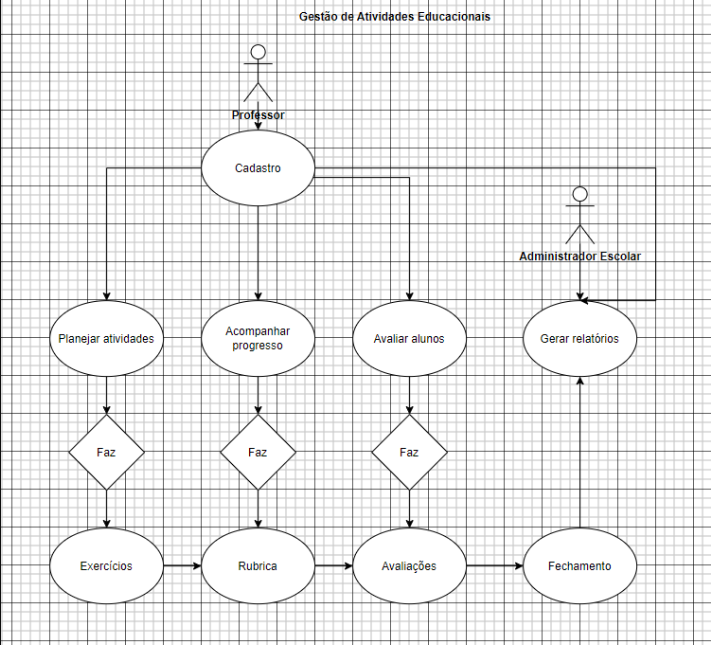 Gestão de Atividades Educacionais
Professor
Cadastro
Administrador Escolar
Planejar atividades
Acompanhar
progresso
Avaliar alunos
Gerar relatórios
Faz
Faz
Faz
Exercícios
Rubrica
Avaliações
Fechamento